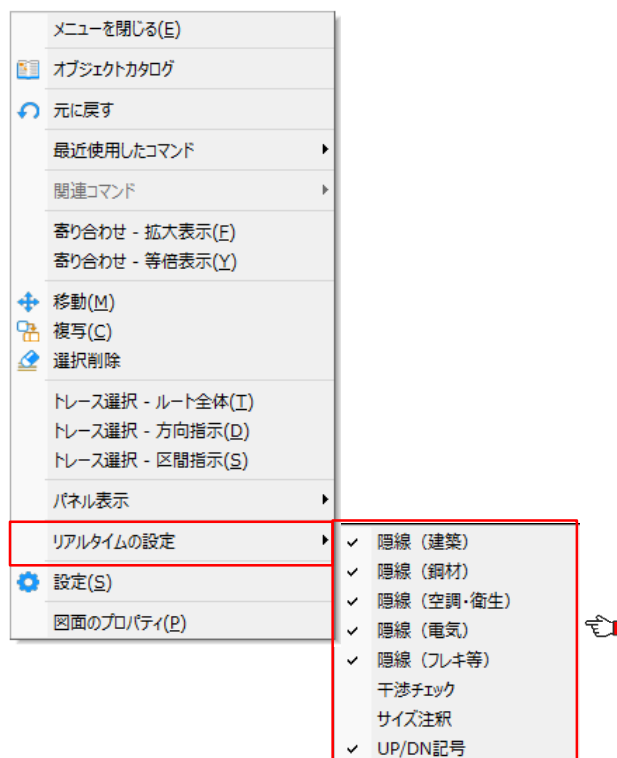 メニューを閉じる(E)
オブジェクトカタログ
元に戻す
最近使用したコマンド
関連コマンド
寄り合わせ - 拡大表示(F)
寄り合わせ - 等倍表示(Y)
移動(M)
複写(C)
選択削除
トレース選択 - ルート全体(T)
トレース選択 - 方向指示(D)
トレース選択 - 区間指示(S)
パネル表示
リアルタイムの設定
設定(S)
図面のプロパティ(P)
隠線（建築）
隠線（鋼材）
隠線（空調・衛生）
隠線（電気）
隠線（フレキ等）
干渉チェック
サイズ注釈
UP/DN記号